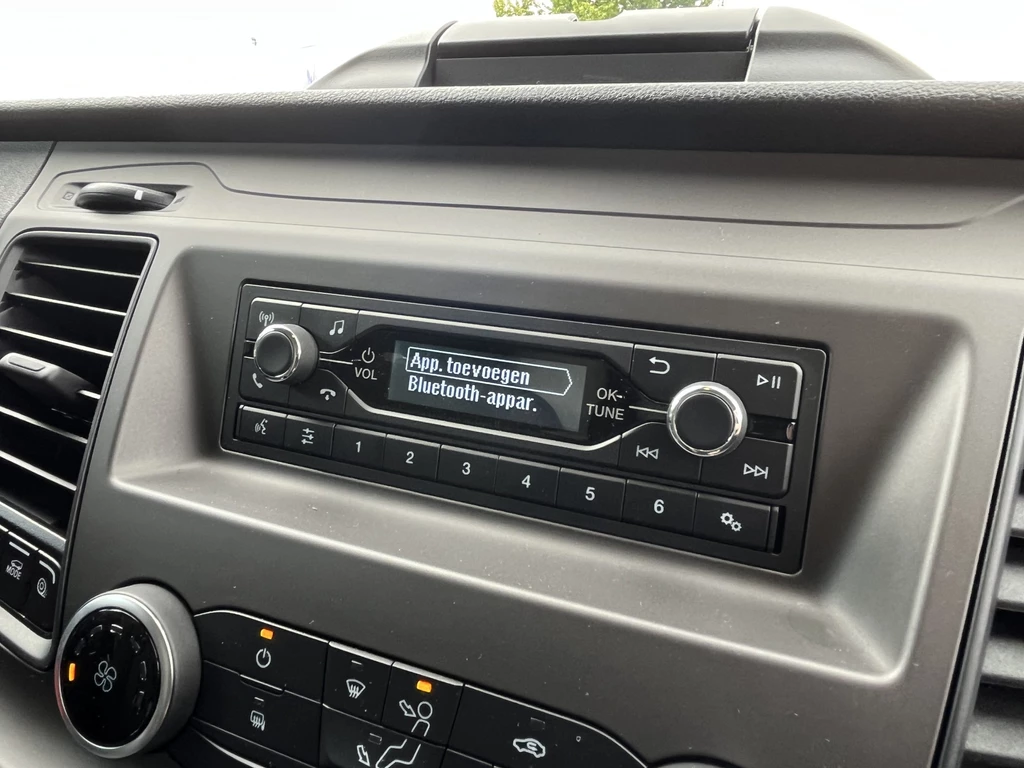 App. toevoegen
Bluetooth-appar.
VOL
OK-
TUNE
1 2 3 4 5 6
MODE